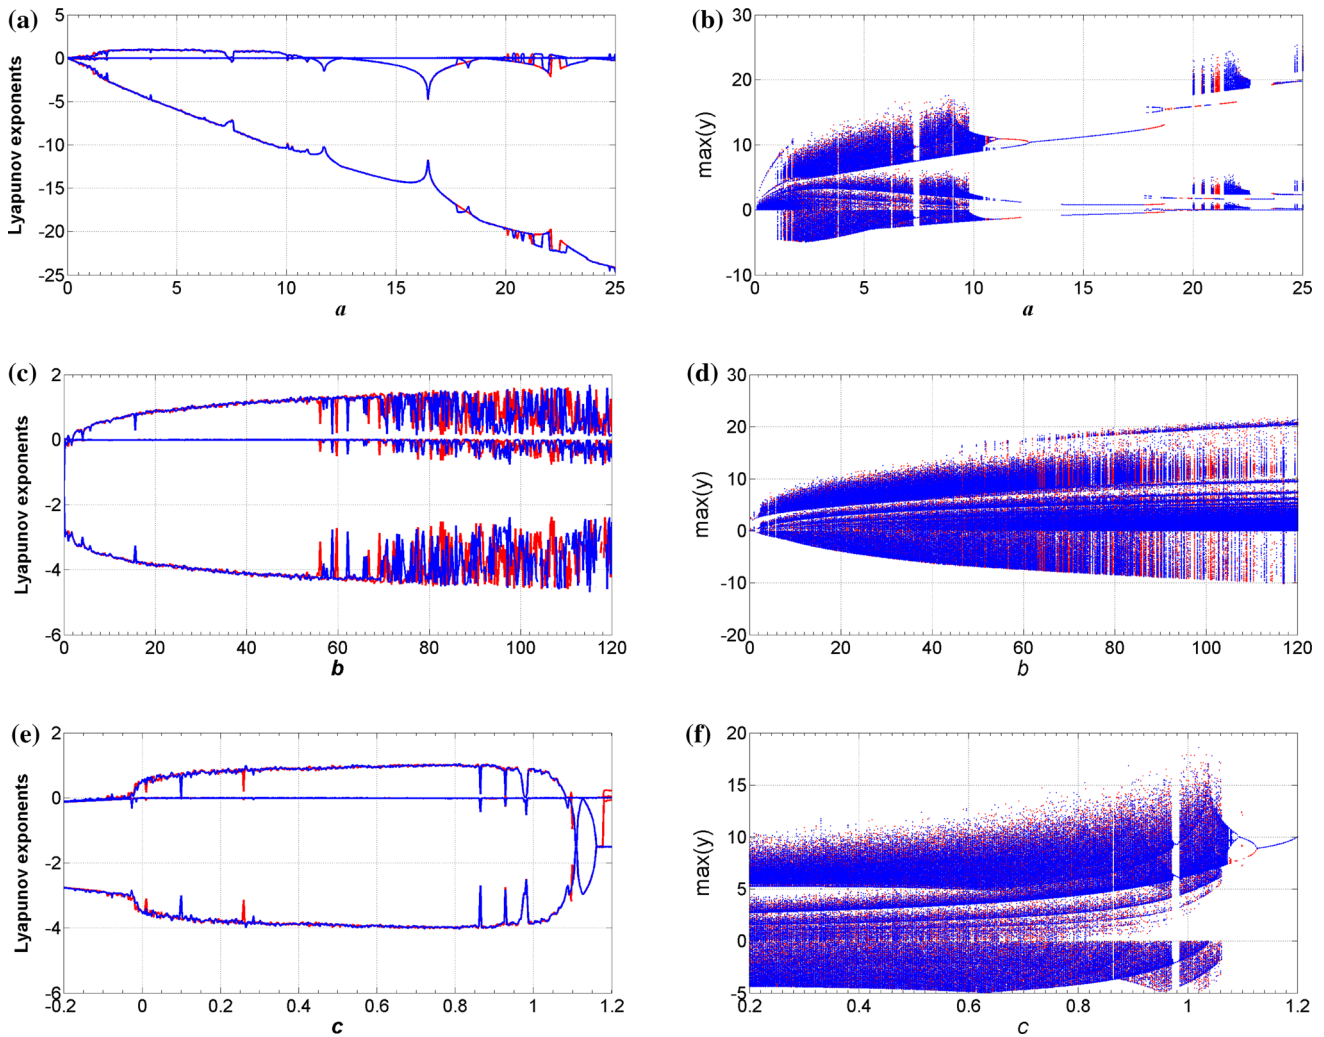 (a)
Lyapunov exponents
5
0
-5
-10
-15
-20
-25
0 5 10 15 20 25
a
(b)
max(y)
30
20
10
0
-10
0 5 10 15 20 25
a
(c)
Lyapunov exponents
2
0
-2
-4
-6
0 20 40 60 80 100 120
b
(d)
max(y)
30
20
10
0
-10
-20
0 20 40 60 80 100 120
b
(e)
Lyapunov exponents
2
0
-2
-4
-6
-0.2 0 0.2 0.4 0.6 0.8 1 1.2
c
(f)
max(y)
20
15
10
5
0
-5
0.2 0.4 0.6 0.8 1 1.2
c